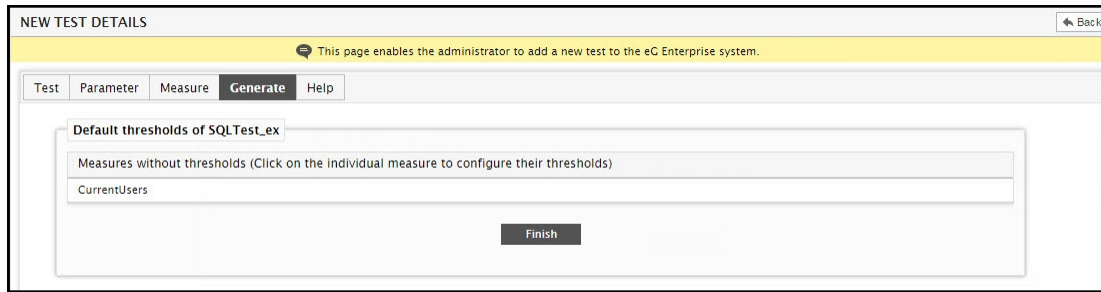 NEW TEST DETAILS
Back
This page enables the administrator to add a new test to the eG Enterprise system.
Test Parameter Measure Generate Help
Default thresholds of SQLTest_ex
Measures without thresholds (Click on the individual measure to configure their thresholds)
CurrentUsers
Finish